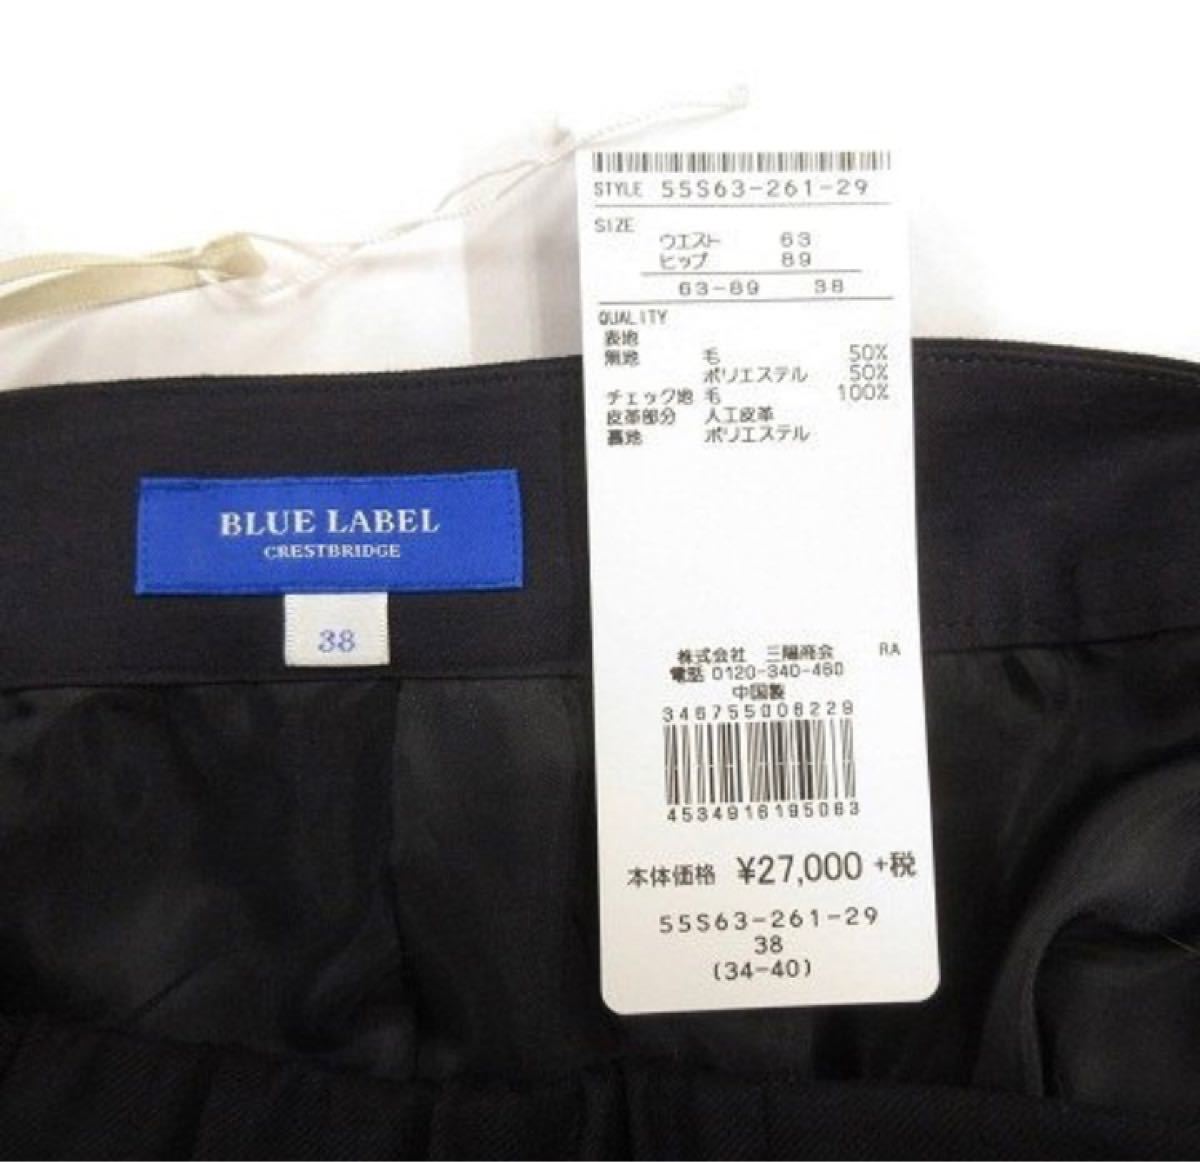 STYLE 55S63-261-29
SIZE
ウエスト 63
ヒップ 89
63-89 38
QUALITY
表地
無地 毛 50%
ポリエステル 50%
チェック地 毛 100%
皮革部分 人工皮革
裏地 ポリエステル
BLUE LABEL
CRESTBRIDGE
38
株式会社 三陽商会 RA
電話 0120-340-460
中国製
346755006229
4534916195063
本体価格 ¥27,000 +税
55S63-261-29
38
(34-40)